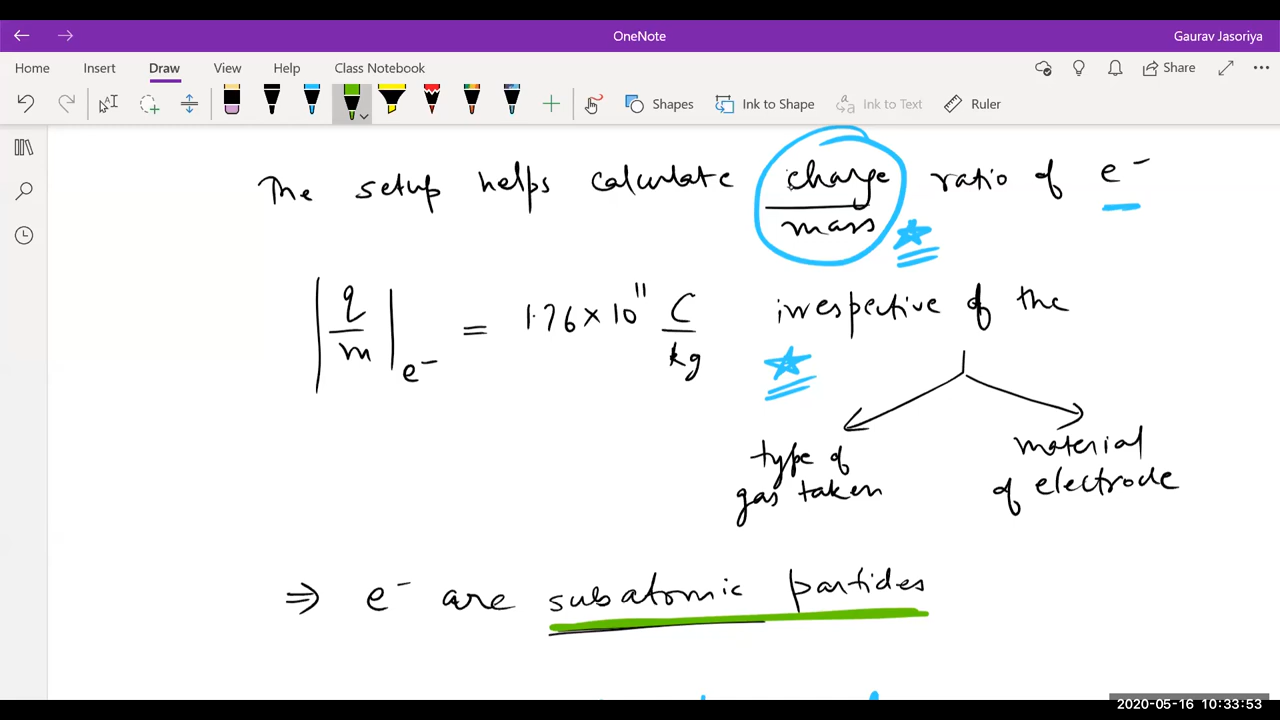 OneNote
Gaurav Jasoriya
Home Insert Draw View Help Class Notebook Share
Shapes Ink to Shape Ink to Text Ruler
The setup helps calculate charge/mass ratio of e⁻
|q/m| e⁻ = 1.76 × 10¹¹ C/kg irrespective of the
type of gas taken
material of electrode
⇒ e⁻ are subatomic particles
2020-05-16 10:33:53